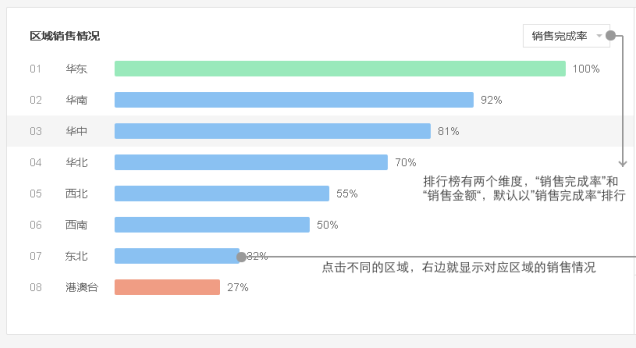 区域销售情况
销售完成率
01 华东 100%
02 华南 92%
03 华中 81%
04 华北 70%
排行榜有两个维度，“销售完成率”和
“销售金额“，默认以”销售完成率“排行
05 西北 55%
06 西南 50%
07 东北 32%
点击不同的区域，右边就显示对应区域的销售情况
08 港澳台 27%